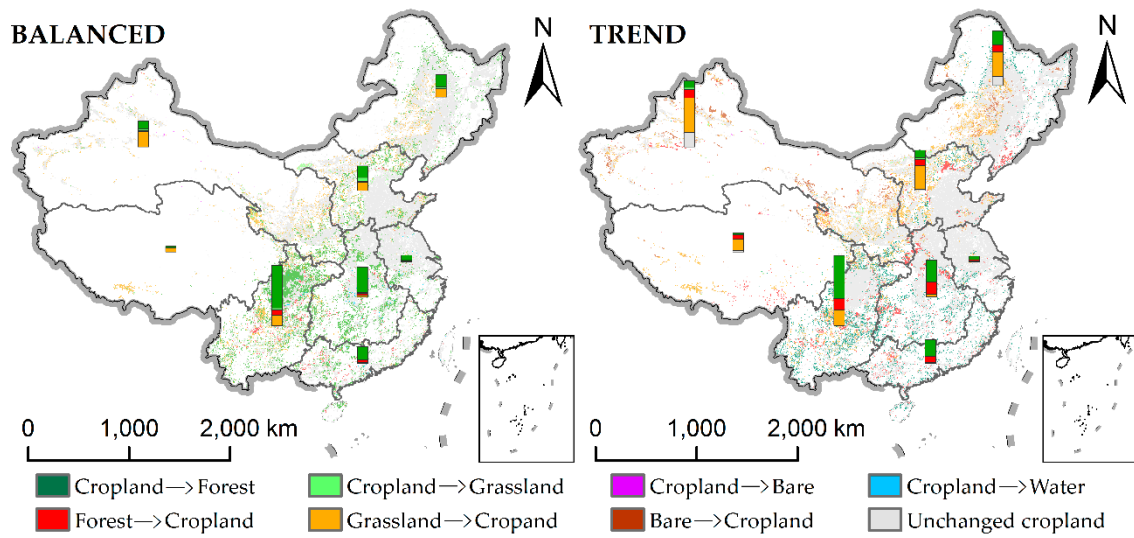 BALANCED
N
TREND
N
0 1,000 2,000 km
0 1,000 2,000 km
Cropland→Forest Cropland→Grassland Cropland→Bare Cropland→Water
Forest→Cropland Grassland→Cropand Bare→Cropland Unchanged cropland